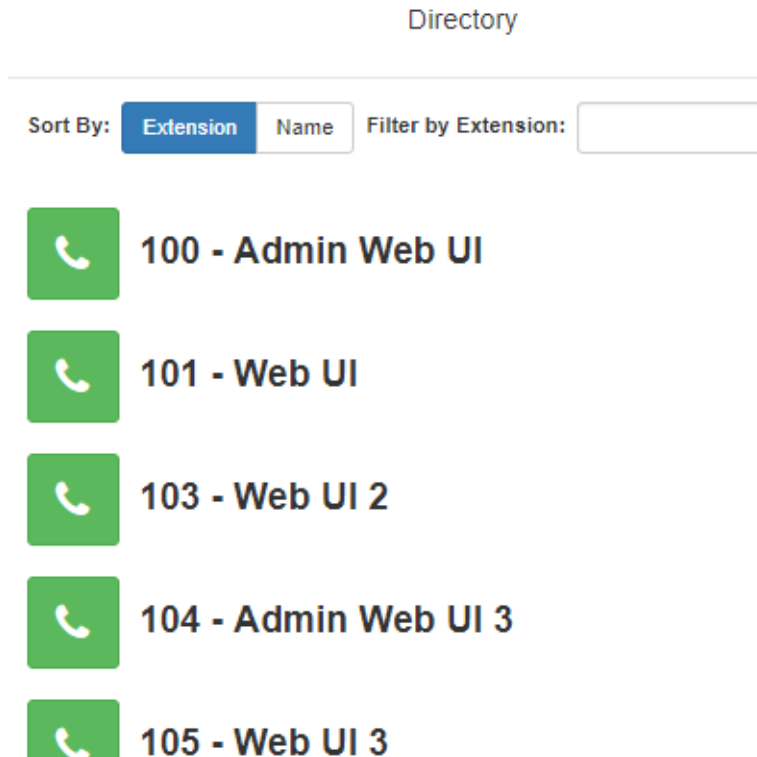 Directory
Sort By: Extension Name Filter by Extension:
100 - Admin Web UI
101 - Web UI
103 - Web UI 2
104 - Admin Web UI 3
105 - Web UI 3